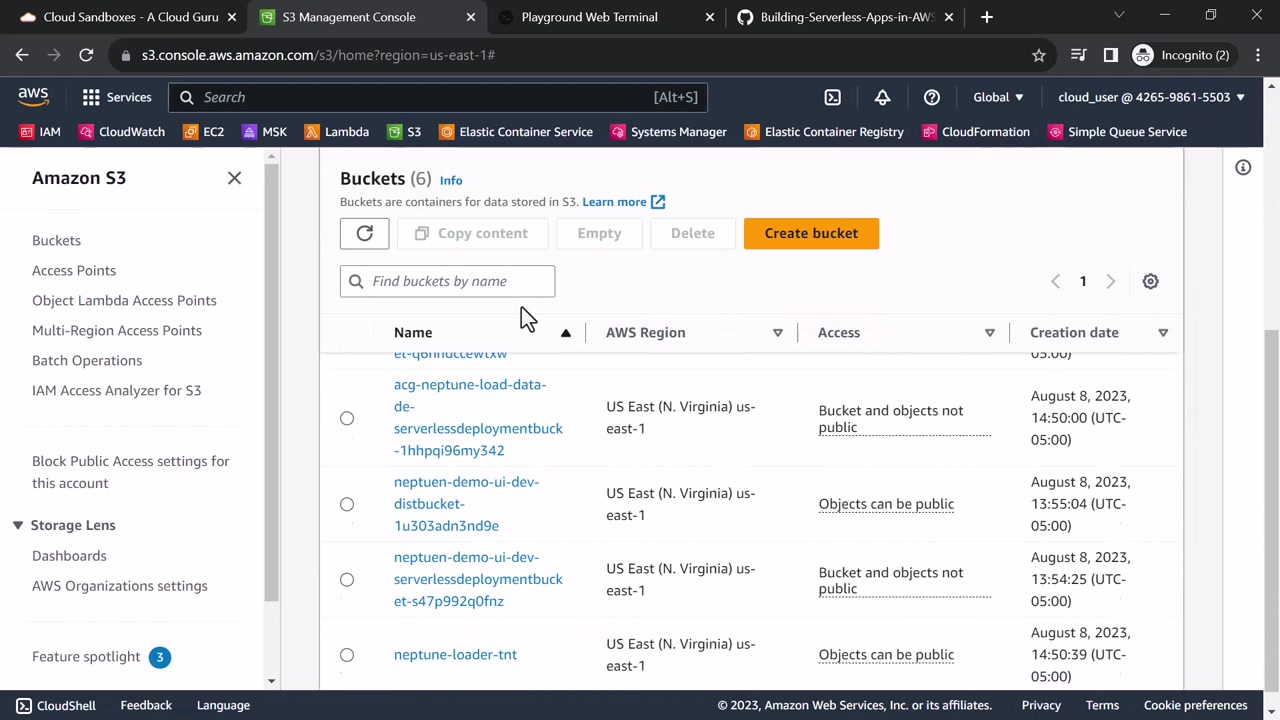 Cloud Sandboxes - A Cloud Guru
S3 Management Console
Playground Web Terminal
Building-Serverless-Apps-in-AWS
s3.console.aws.amazon.com/s3/home?region=us-east-1#
Incognito (2)
aws
Services
Search
[Alt+S]
Global
cloud_user @ 4265-9861-5503
IAM
CloudWatch
EC2
MSK
Lambda
S3
Elastic Container Service
Systems Manager
Elastic Container Registry
CloudFormation
Simple Queue Service
Amazon S3
Buckets
Access Points
Object Lambda Access Points
Multi-Region Access Points
Batch Operations
IAM Access Analyzer for S3
Block Public Access settings for
this account
Storage Lens
Dashboards
AWS Organizations settings
Feature spotlight 3
Buckets (6) Info
Buckets are containers for data stored in S3. Learn more
Copy content
Empty
Delete
Create bucket
Find buckets by name
1
Name
AWS Region
Access
Creation date
05:00)
acg-neptune-load-data-
de-
serverlessdeploymentbuck
-1hhpqi96my342
US East (N. Virginia) us-
east-1
Bucket and objects not
public
August 8, 2023,
14:50:00 (UTC-
05:00)
neptuen-demo-ui-dev-
distbucket-
1u303adn3nd9e
US East (N. Virginia) us-
east-1
Objects can be public
August 8, 2023,
13:55:04 (UTC-
05:00)
neptuen-demo-ui-dev-
serverlessdeploymentbuck
et-s47p992q0fnz
US East (N. Virginia) us-
east-1
Bucket and objects not
public
August 8, 2023,
13:54:25 (UTC-
05:00)
neptune-loader-tnt
US East (N. Virginia) us-
east-1
Objects can be public
August 8, 2023,
14:50:39 (UTC-
05:00)
CloudShell
Feedback
Language
© 2023, Amazon Web Services, Inc. or its affiliates.
Privacy
Terms
Cookie preferences